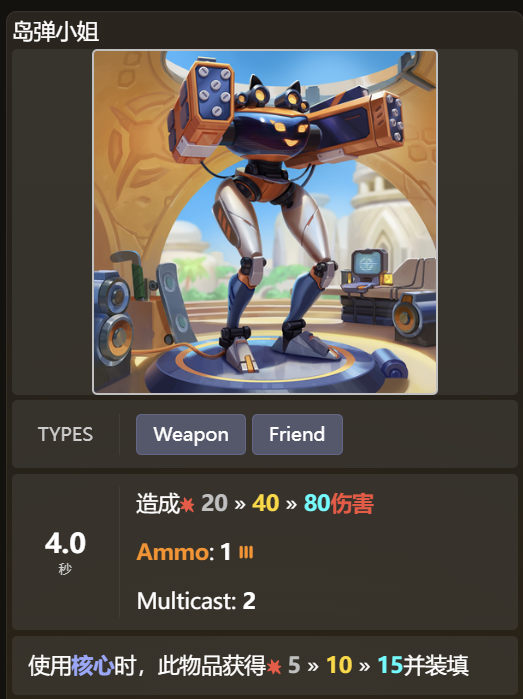 岛弹小姐
TYPES
Weapon
Friend
4.0
秒
造成 20 » 40 » 80伤害
Ammo: 1
Multicast: 2
使用核心时，此物品获得 5 » 10 » 15并装填